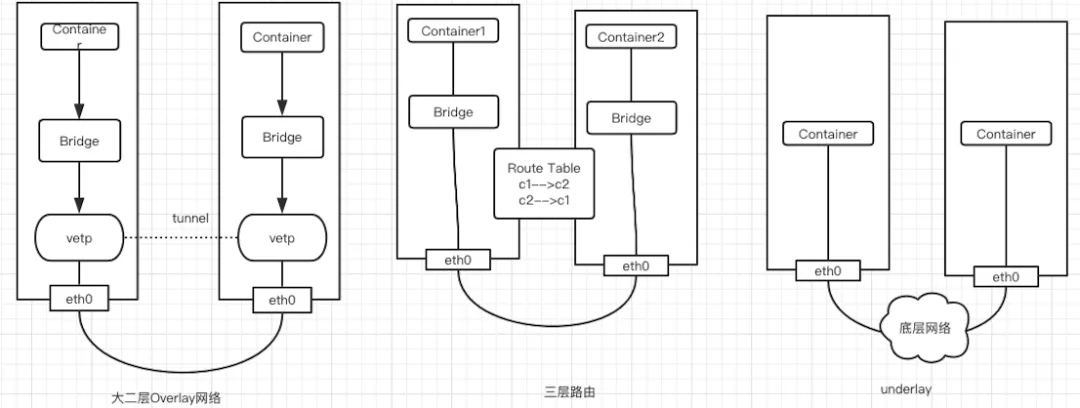 Containe
r
Bridge
vetp
eth0
Container
Bridge
vetp
eth0
tunnel
大二层Overlay网络
Container1
Bridge
eth0
Container2
Bridge
eth0
Route Table
c1-->c2
c2-->c1
三层路由
Container
eth0
Container
eth0
底层网络
underlay